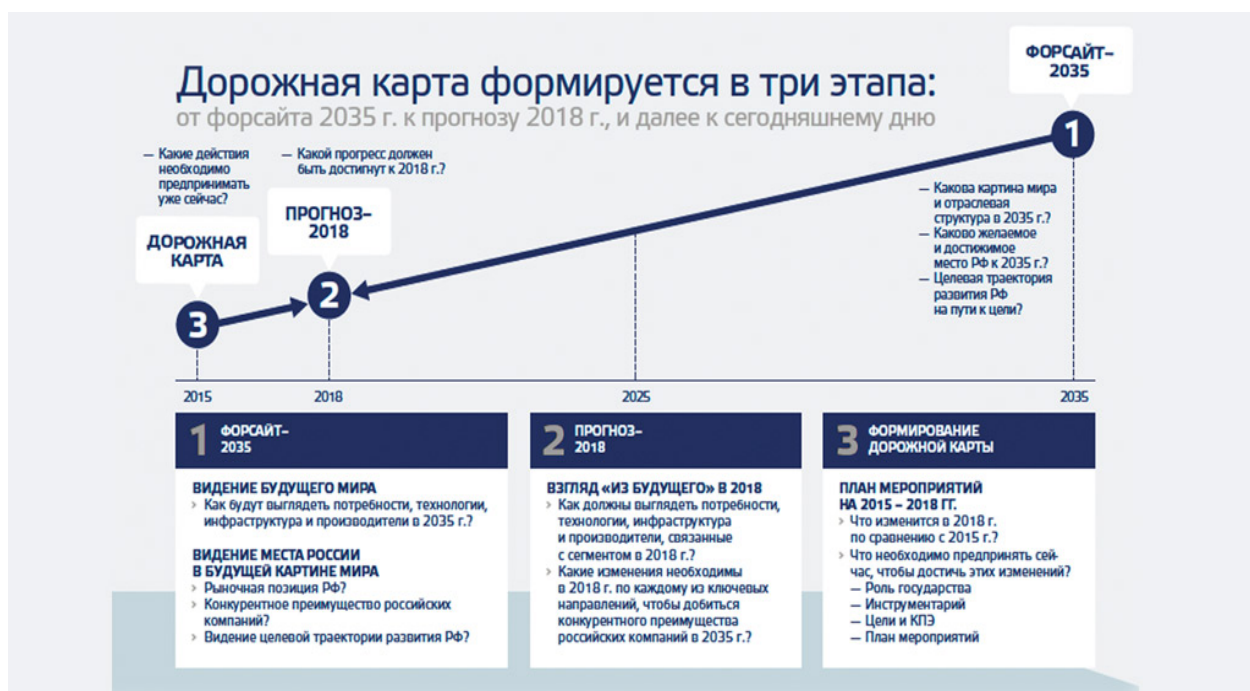 ФОРСАЙТ–
2035
Дорожная карта формируется в три этапа:
от форсайта 2035 г. к прогнозу 2018 г., и далее к сегодняшнему дню
1
— Какие действия
необходимо
предпринимать
уже сейчас?
— Какой прогресс должен
быть достигнут к 2018 г.?
— Какова картина мира
и отраслевая
структура в 2035 г.?
— Каково желаемое
и достижимое
место РФ к 2035 г.?
— Целевая траектория
развития РФ
на пути к цели?
ПРОГНОЗ–
2018
ДОРОЖНАЯ
КАРТА
2
3
2015
2018
2025
2035
1
ФОРСАЙТ–
2035
ВИДЕНИЕ БУДУЩЕГО МИРА
› Как будут выглядеть потребности, технологии,
инфраструктура и производители в 2035 г.?
ВИДЕНИЕ МЕСТА РОССИИ
В БУДУЩЕЙ КАРТИНЕ МИРА
› Рыночная позиция РФ?
› Конкурентное преимущество российских
компаний?
› Видение целевой траектории развития РФ?
2
ПРОГНОЗ–
2018
ВЗГЛЯД «ИЗ БУДУЩЕГО» В 2018
› Как должны выглядеть потребности,
технологии, инфраструктура
и производители, связанные
с сегментом в 2018 г.?
› Какие изменения необходимы
в 2018 г. по каждому из ключевых
направлений, чтобы добиться
конкурентного преимущества
российских компаний в 2035 г.?
3
ФОРМИРОВАНИЕ
ДОРОЖНОЙ КАРТЫ
ПЛАН МЕРОПРИЯТИЙ
НА 2015 – 2018 ГГ.
› Что изменится в 2018 г.
по сравнению с 2015 г.?
› Что необходимо предпринять сей-
час, чтобы достичь этих изменений?
— Роль государства
— Инструментарий
— Цели и КПЭ
— План мероприятий